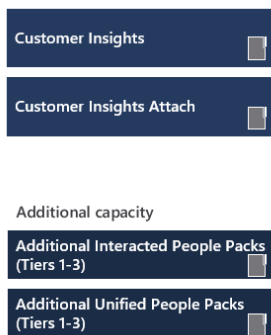 Customer Insights
Customer Insights Attach
Additional capacity
Additional Interacted People Packs
(Tiers 1-3)
Additional Unified People Packs
(Tiers 1-3)